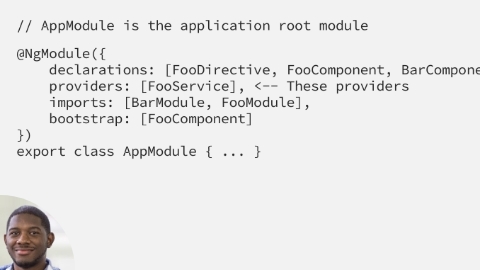 // AppModule is the application root module
@NgModule({
declarations: [FooDirective, FooComponent, BarCompone
providers: [FooService], <-- These providers
imports: [BarModule, FooModule],
bootstrap: [FooComponent]
})
export class AppModule { ... }